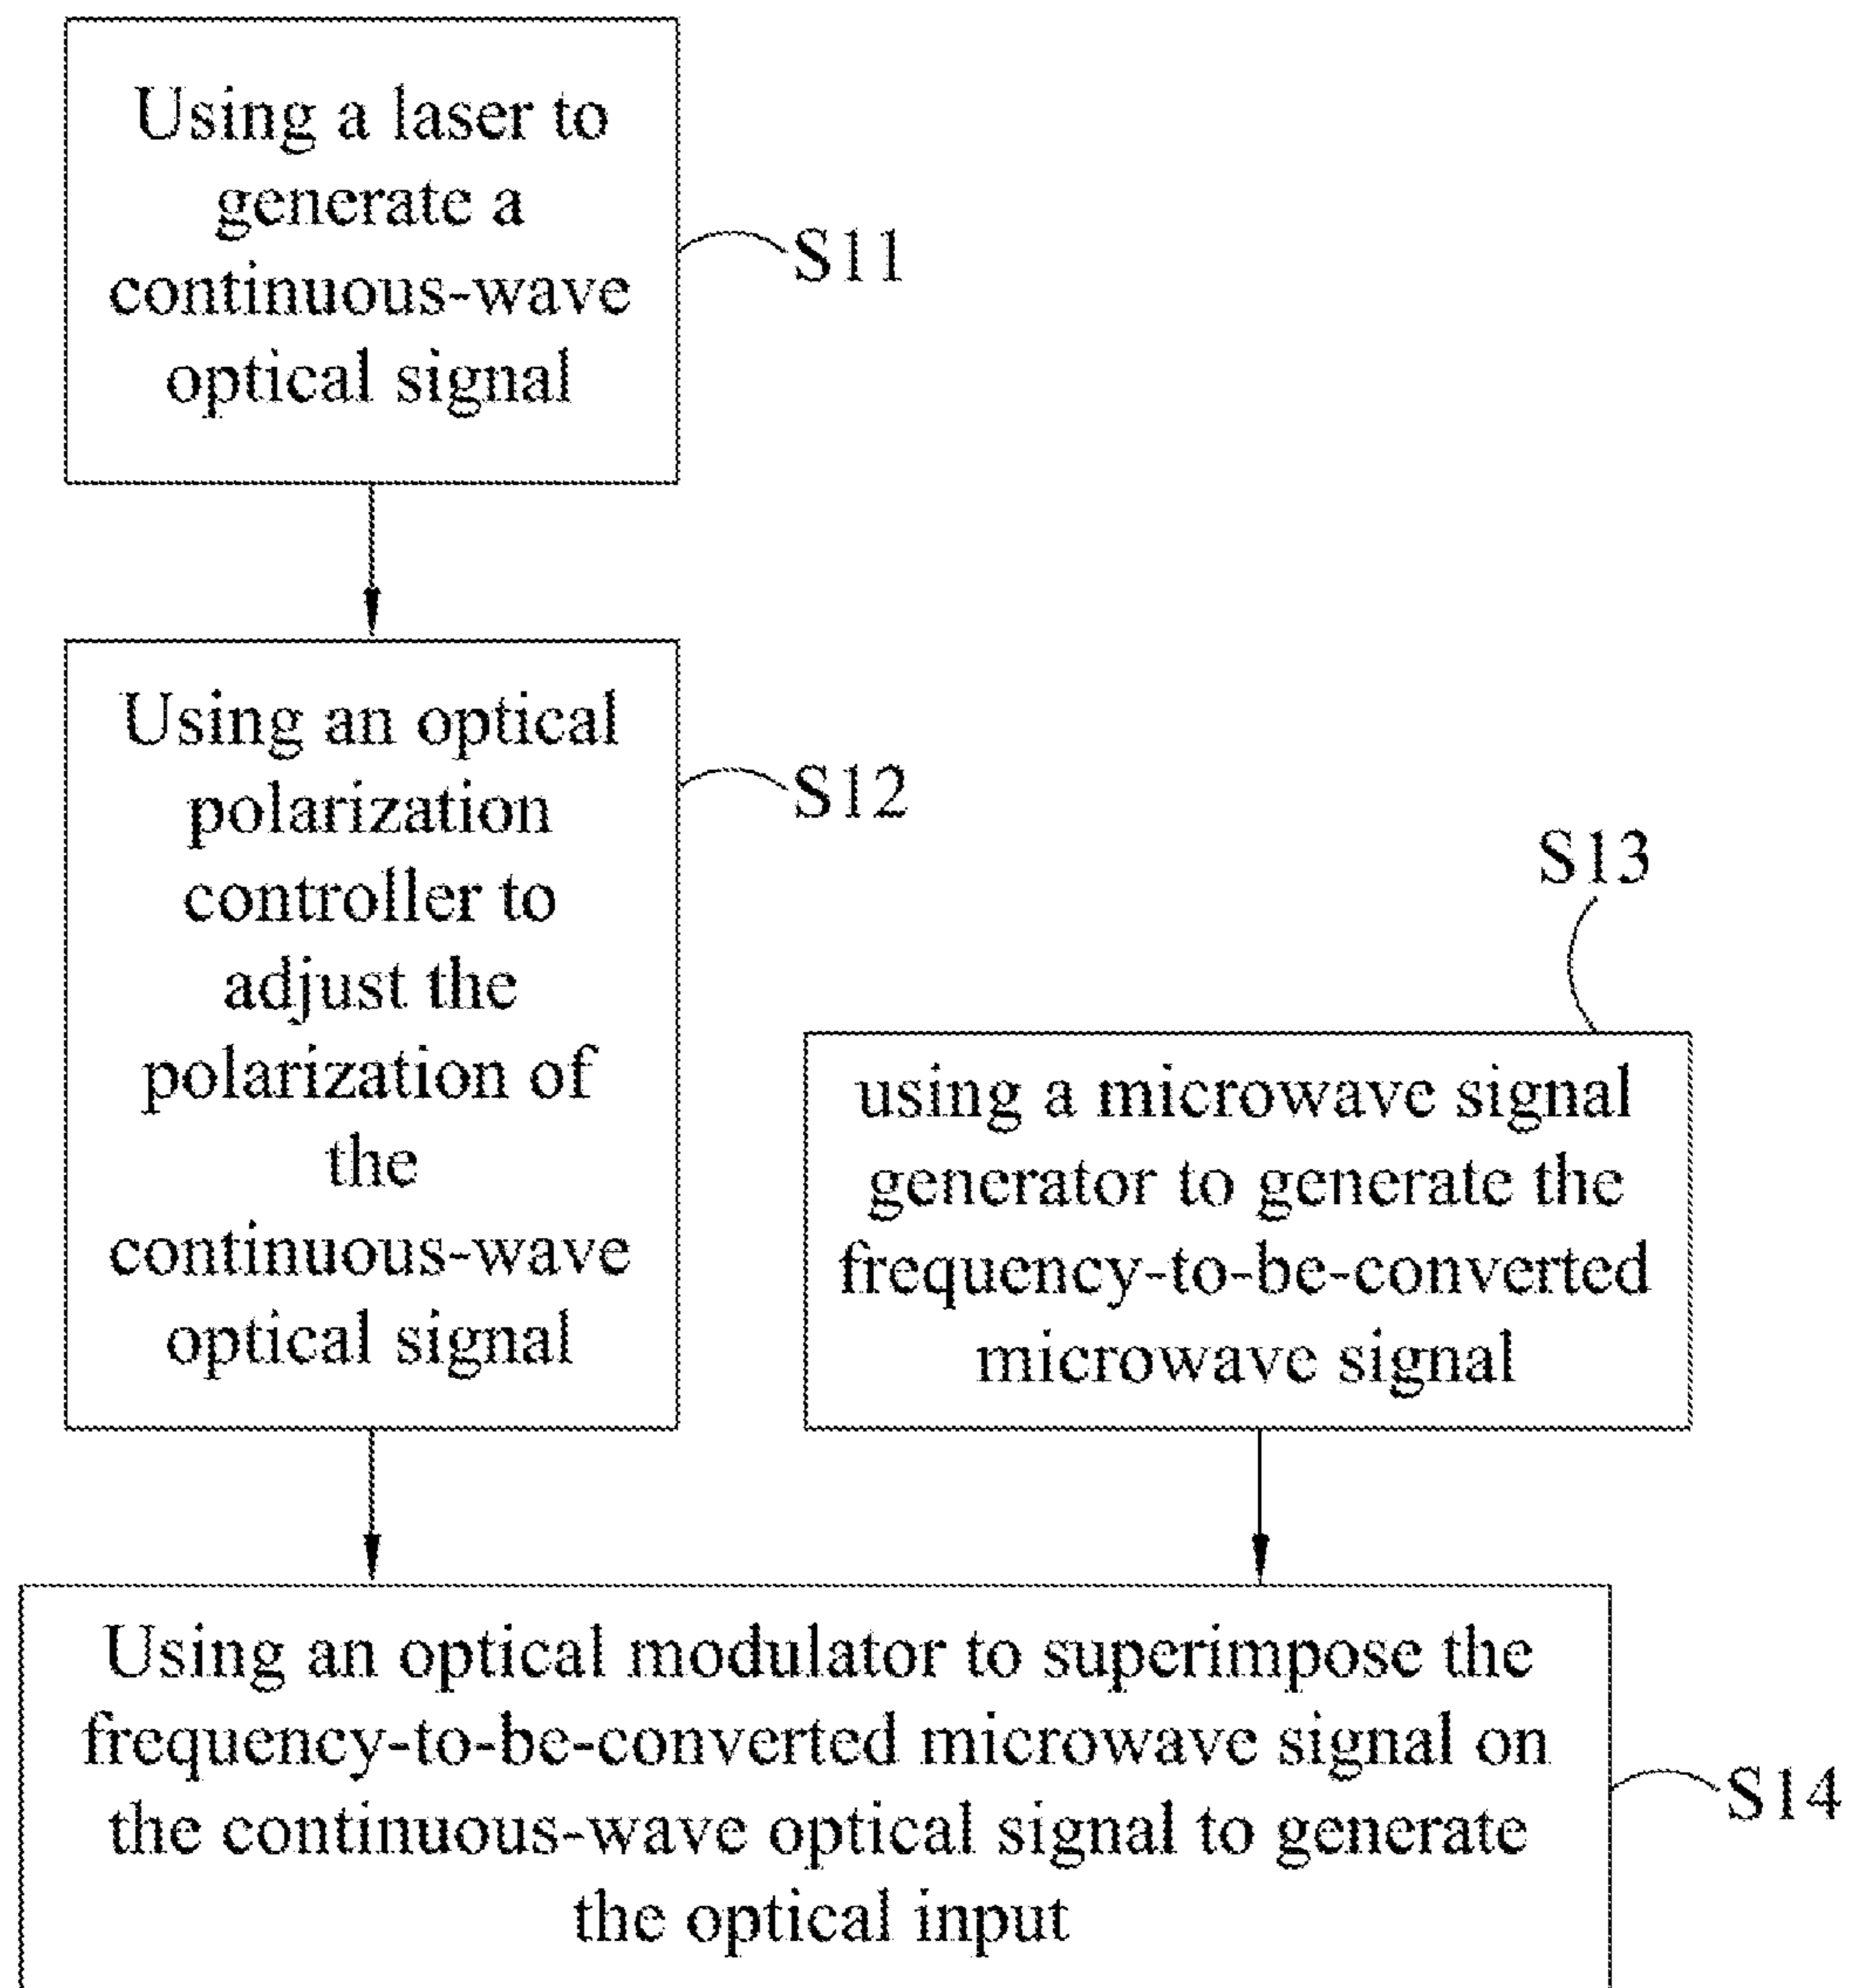 Using a laser to
generate a
continuous-wave
optical signal
S11
Using an optical
polarization
controller to
adjust the
polarization of
the
continuous-wave
optical signal
S12
S13
using a microwave signal
generator to generate the
frequency-to-be-converted
microwave signal
Using an optical modulator to superimpose the
frequency-to-be-converted microwave signal on
the continuous-wave optical signal to generate
the optical input
S14